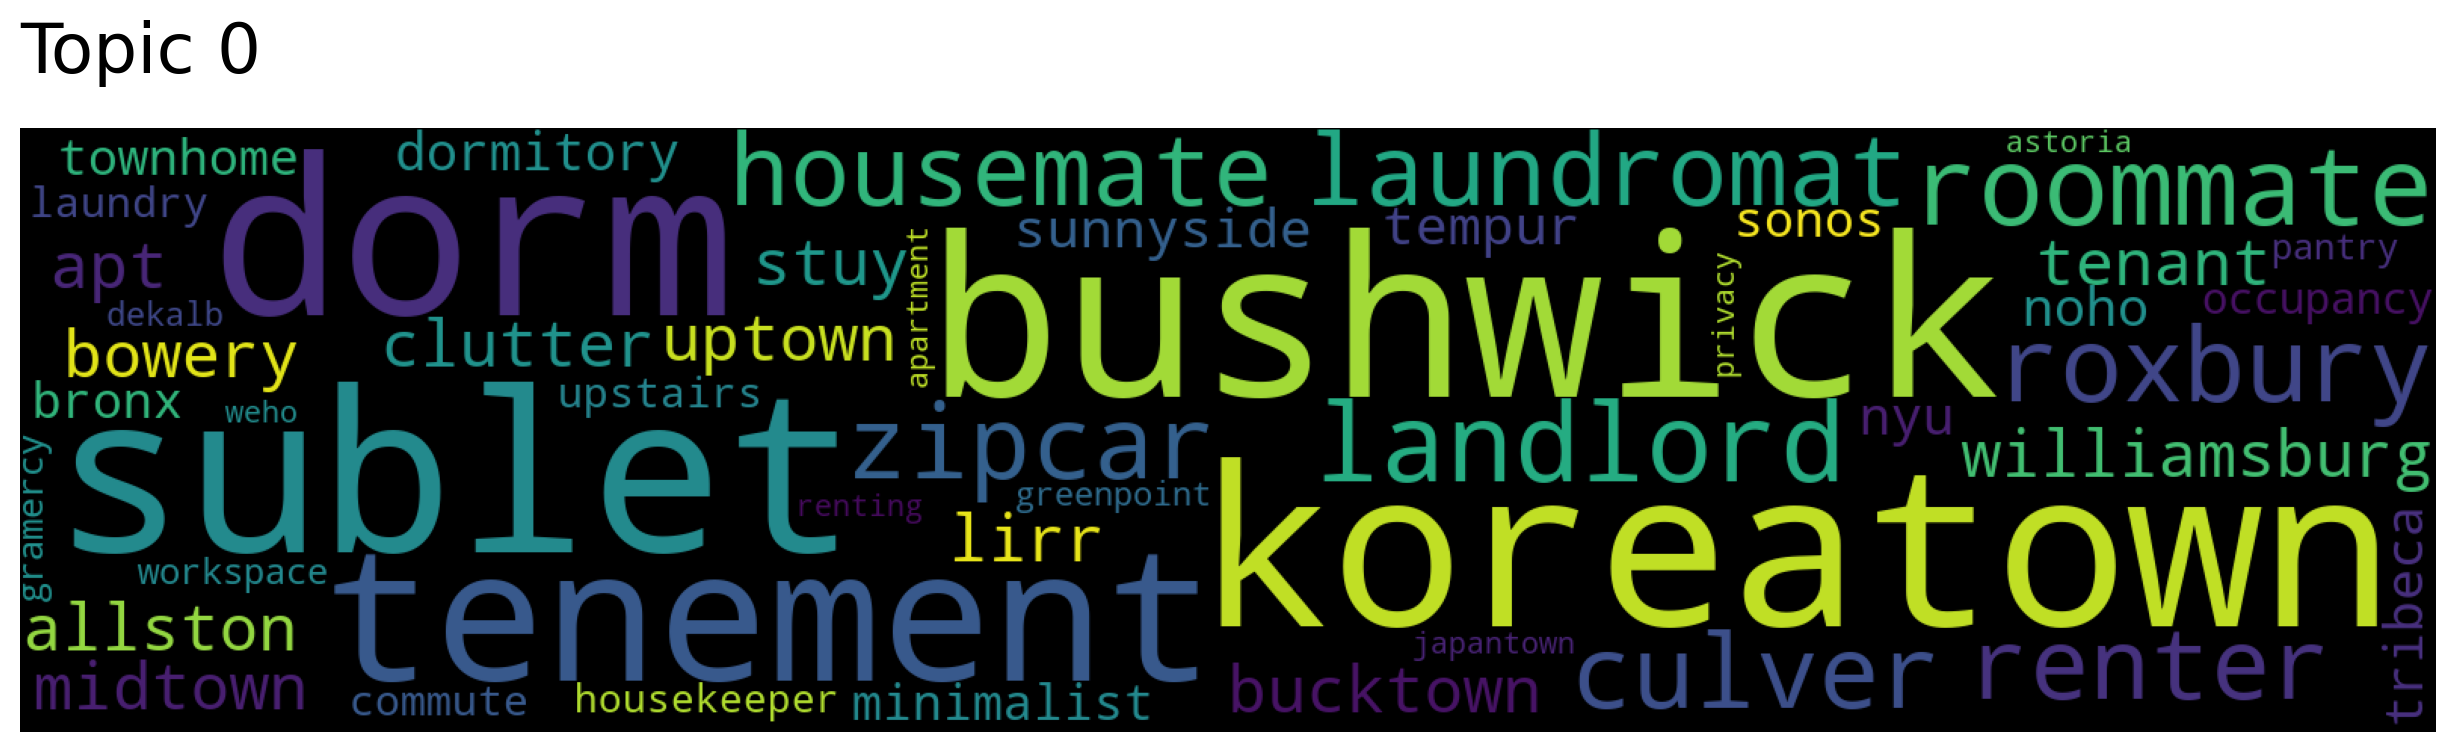 Topic 0
townhome
dormitory
housemate
laundromat
astoria
roommate
laundry
dorm
sunnyside
tempur
sonos
apt
stuy
apartment
bushwick
privacy
tenant
pantry
dekalb
noho
occupancy
bowery
clutter
uptown
roxbury
bronx
weho
upstairs
zipcar
landlord
nyu
williamsburg
gramercy
sublet
renting
greenpoint
lirr
koreatown
tribeca
workspace
tenement
allston
midtown
commute
housekeeper
minimalist
japantown
bucktown
culver
renter